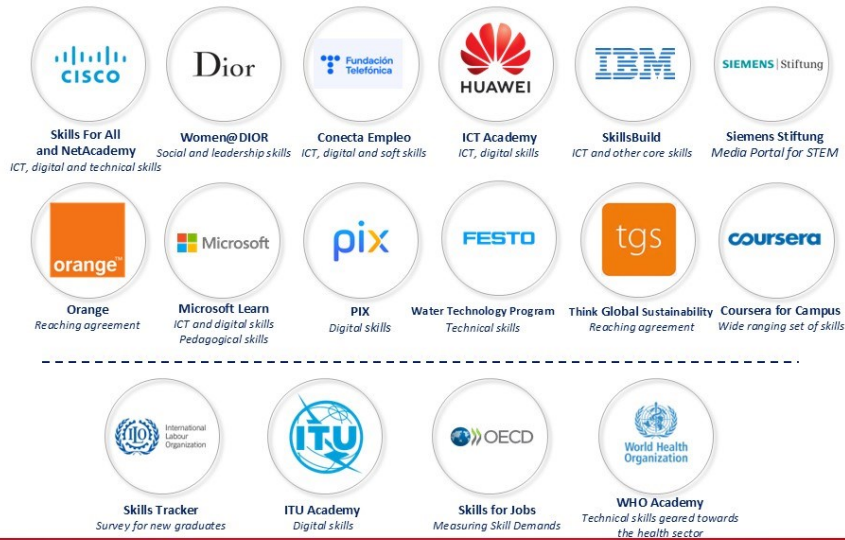 CISCO
Dior
Fundación
Telefónica
HUAWEI
IBM
SIEMENS | Stiftung
Skills For All
and NetAcademy
ICT, digital and technical skills
Women@DIOR
Social and leadership skills
Conecta Empleo
ICT, digital and soft skills
ICT Academy
ICT, digital skills
SkillsBuild
ICT and other core skills
Siemens Stiftung
Media Portal for STEM
orange™
Microsoft
pix
FESTO
tgs
coursera
Orange
Reaching agreement
Microsoft Learn
ICT and digital skills
Pedagogical skills
PIX
Digital skills
Water Technology Program
Technical skills
Think Global Sustainability
Reaching agreement
Coursera for Campus
Wide ranging set of skills
ILO
International
Labour
Organization
ITU
OECD
World Health
Organization
Skills Tracker
Survey for new graduates
ITU Academy
Digital skills
Skills for Jobs
Measuring Skill Demands
WHO Academy
Technical skills geared towards
the health sector